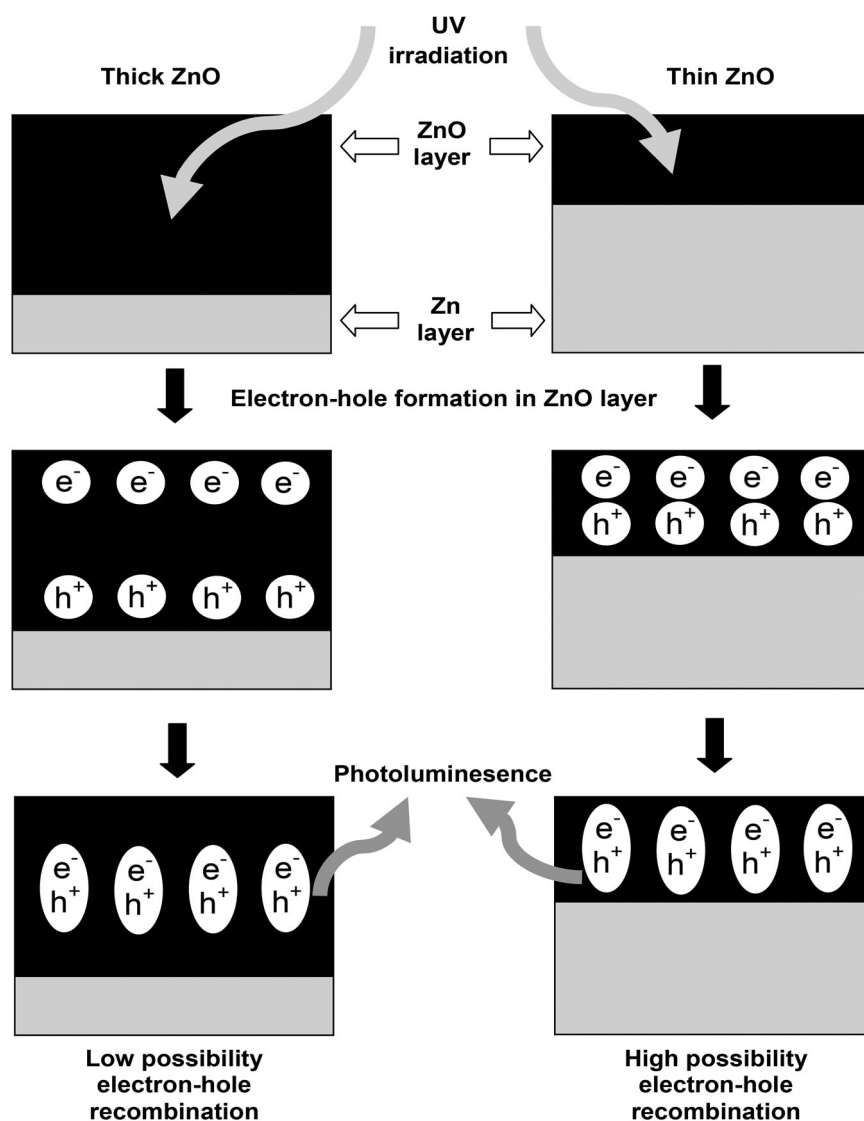 UV
irradiation
Thick ZnO
Thin ZnO
ZnO
layer
Zn
layer
Electron-hole formation in ZnO layer
e⁻ e⁻ e⁻ e⁻
h⁺ h⁺ h⁺ h⁺
e⁻ e⁻ e⁻ e⁻
h⁺ h⁺ h⁺ h⁺
Photoluminesence
e⁻ e⁻ e⁻ e⁻
h⁺ h⁺ h⁺ h⁺
e⁻ e⁻ e⁻ e⁻
h⁺ h⁺ h⁺ h⁺
Low possibility
electron-hole
recombination
High possibility
electron-hole
recombination